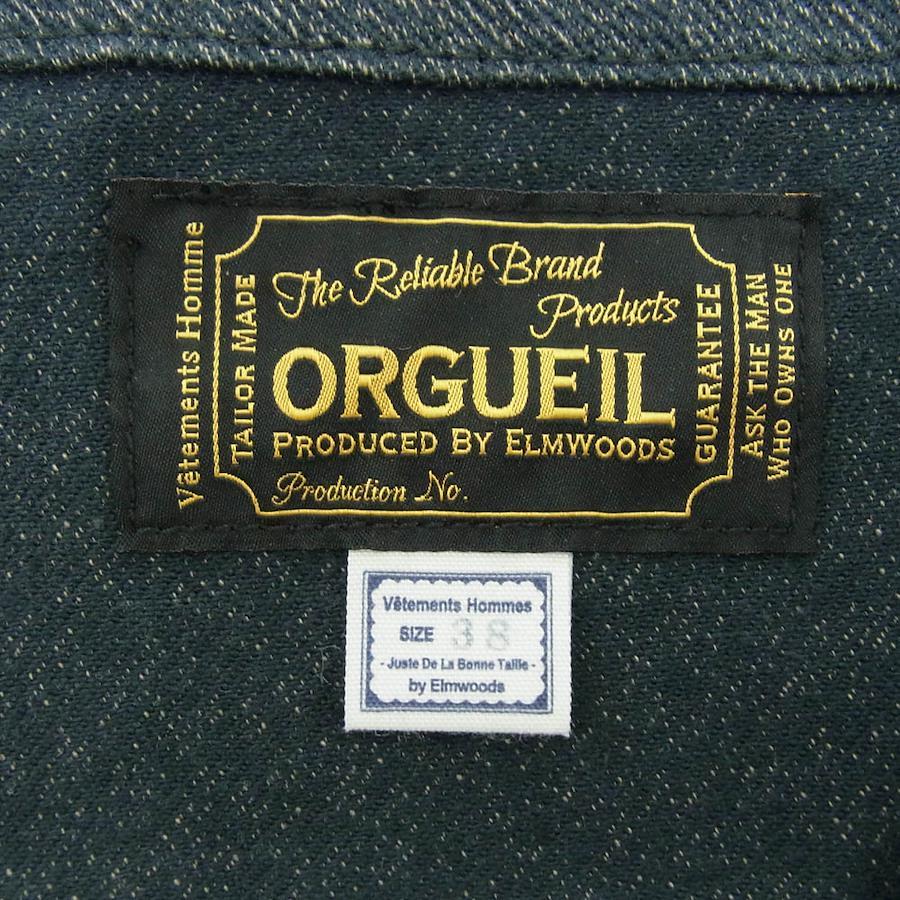 Vêtements Homme
TAILOR MADE
The Reliable Brand
Products
ORGUEIL
PRODUCED BY ELMWOODS
Production No.
GUARANTEE
ASK THE MAN
WHO OWNS ONE
Vêtements Hommes
SIZE 38
- Juste De La Bonne Taille -
by Elmwoods